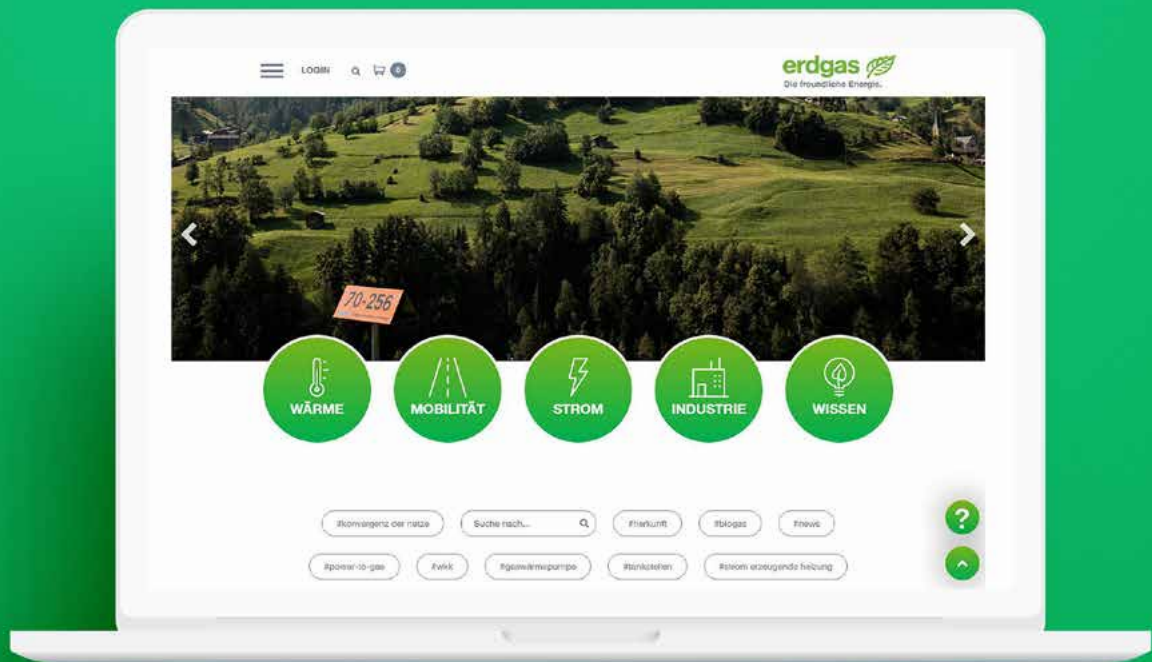 LOGIN
0
erdgas
Die freundliche Energie.
70-256
WÄRME
MOBILITÄT
STROM
INDUSTRIE
WISSEN
#konvergenz der netze
Suche nach...
#herkunft
#biogas
#news
#power-to-gas
#wkk
#gaswärmepumpe
#tankstellen
#strom erzeugende heizung
?